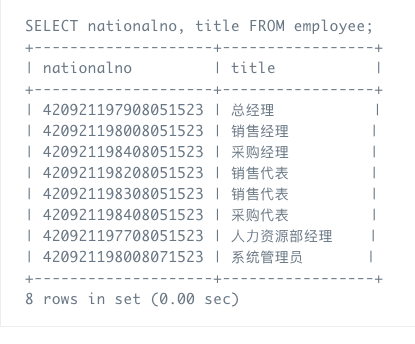 SELECT nationalno, title FROM employee;
+--------------------+-----------------+
| nationalno         | title           |
+--------------------+-----------------+
| 420921197908051523 | 总经理           |
| 420921198008051523 | 销售经理         |
| 420921198408051523 | 采购经理         |
| 420921198208051523 | 销售代表         |
| 420921198308051523 | 销售代表         |
| 420921198408051523 | 采购代表         |
| 420921197708051523 | 人力资源部经理    |
| 420921198008071523 | 系统管理员       |
+--------------------+-----------------+
8 rows in set (0.00 sec)